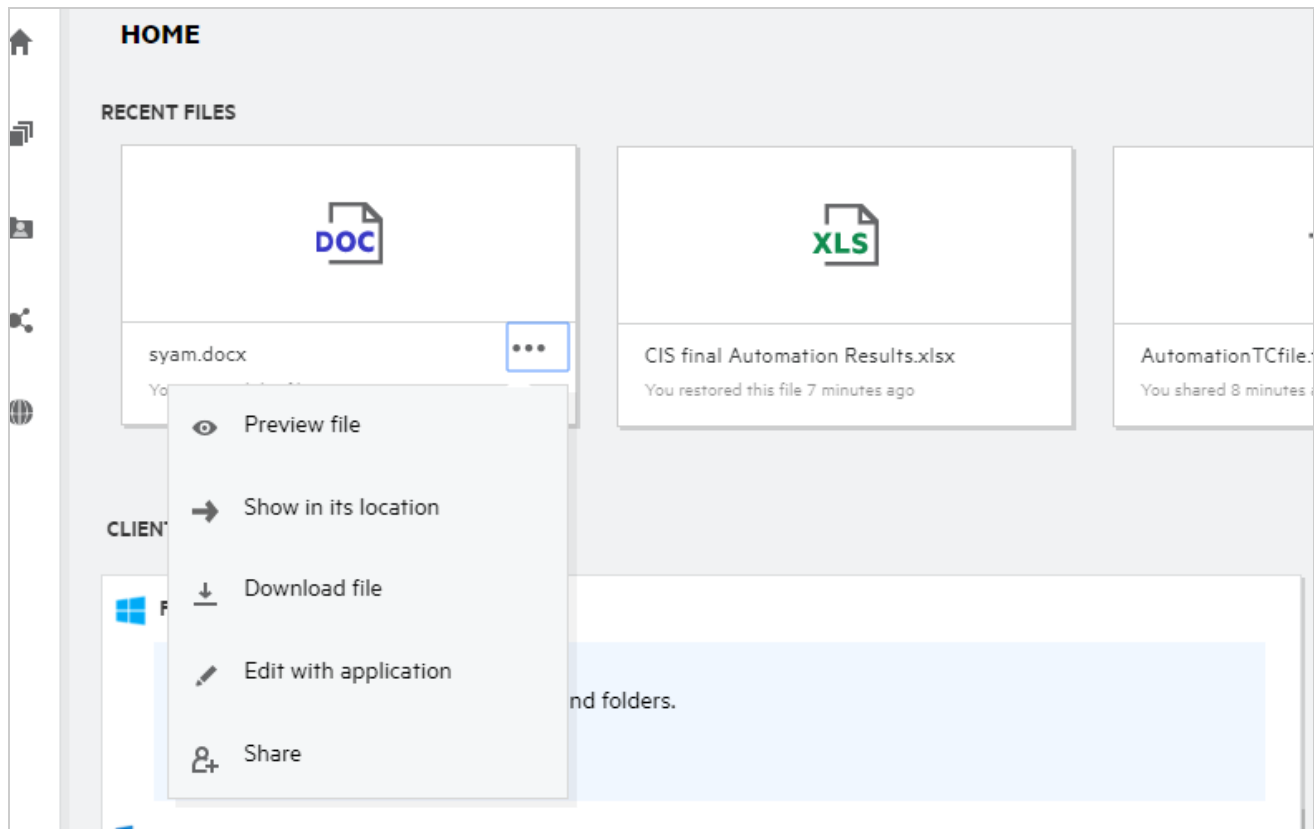 HOME
RECENT FILES
DOC
XLS
syam.docx
CIS final Automation Results.xlsx
AutomationTCfile.
You restored this file 7 minutes ago
You shared 8 minutes
Preview file
Show in its location
CLIEN
Download file
F
Edit with application
nd folders.
Share